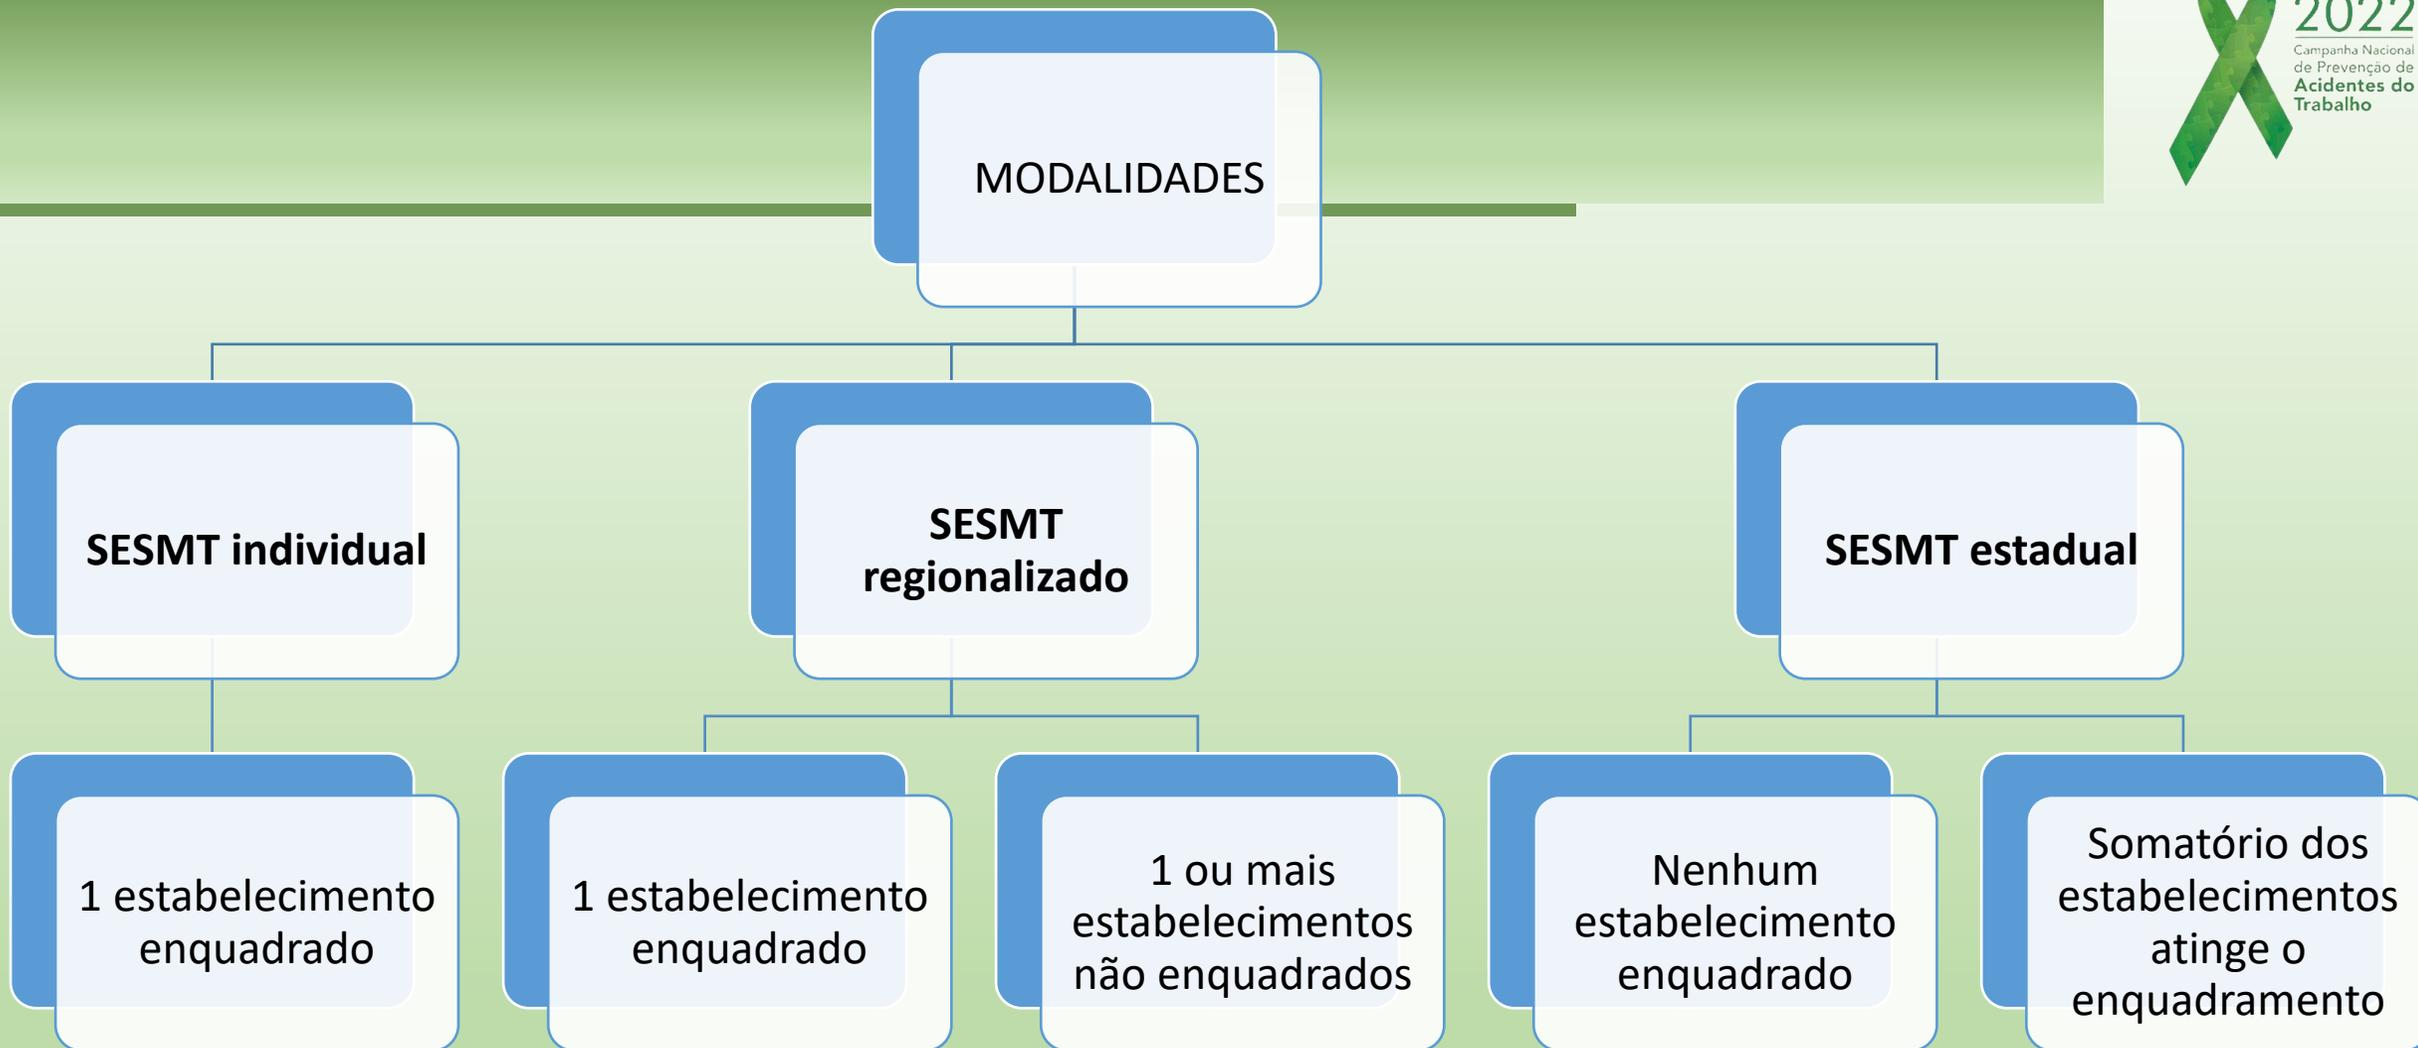 2022
Campanha Nacional
de Prevenção de
Acidentes do
Trabalho
MODALIDADES
SESMT individual
SESMT
regionalizado
SESMT estadual
1 estabelecimento
enquadrado
1 estabelecimento
enquadrado
1 ou mais
estabelecimentos
não enquadrados
Nenhum
estabelecimento
enquadrado
Somatório dos
estabelecimentos
atinge o
enquadramento